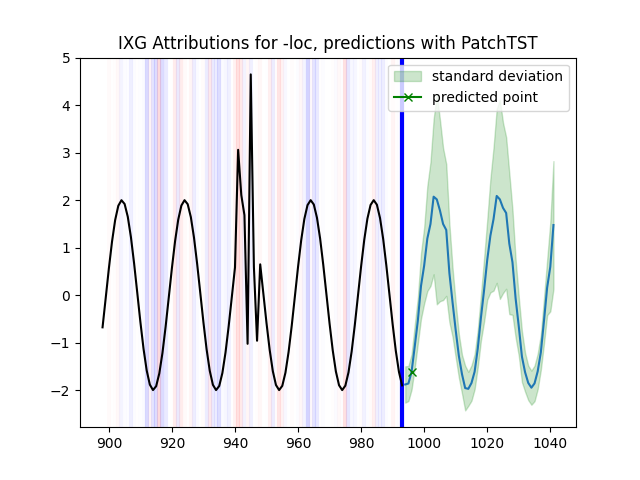 IXG Attributions for -loc, predictions with PatchTST
5
4
3
2
1
0
−1
−2
standard deviation
predicted point
900 920 940 960 980 1000 1020 1040